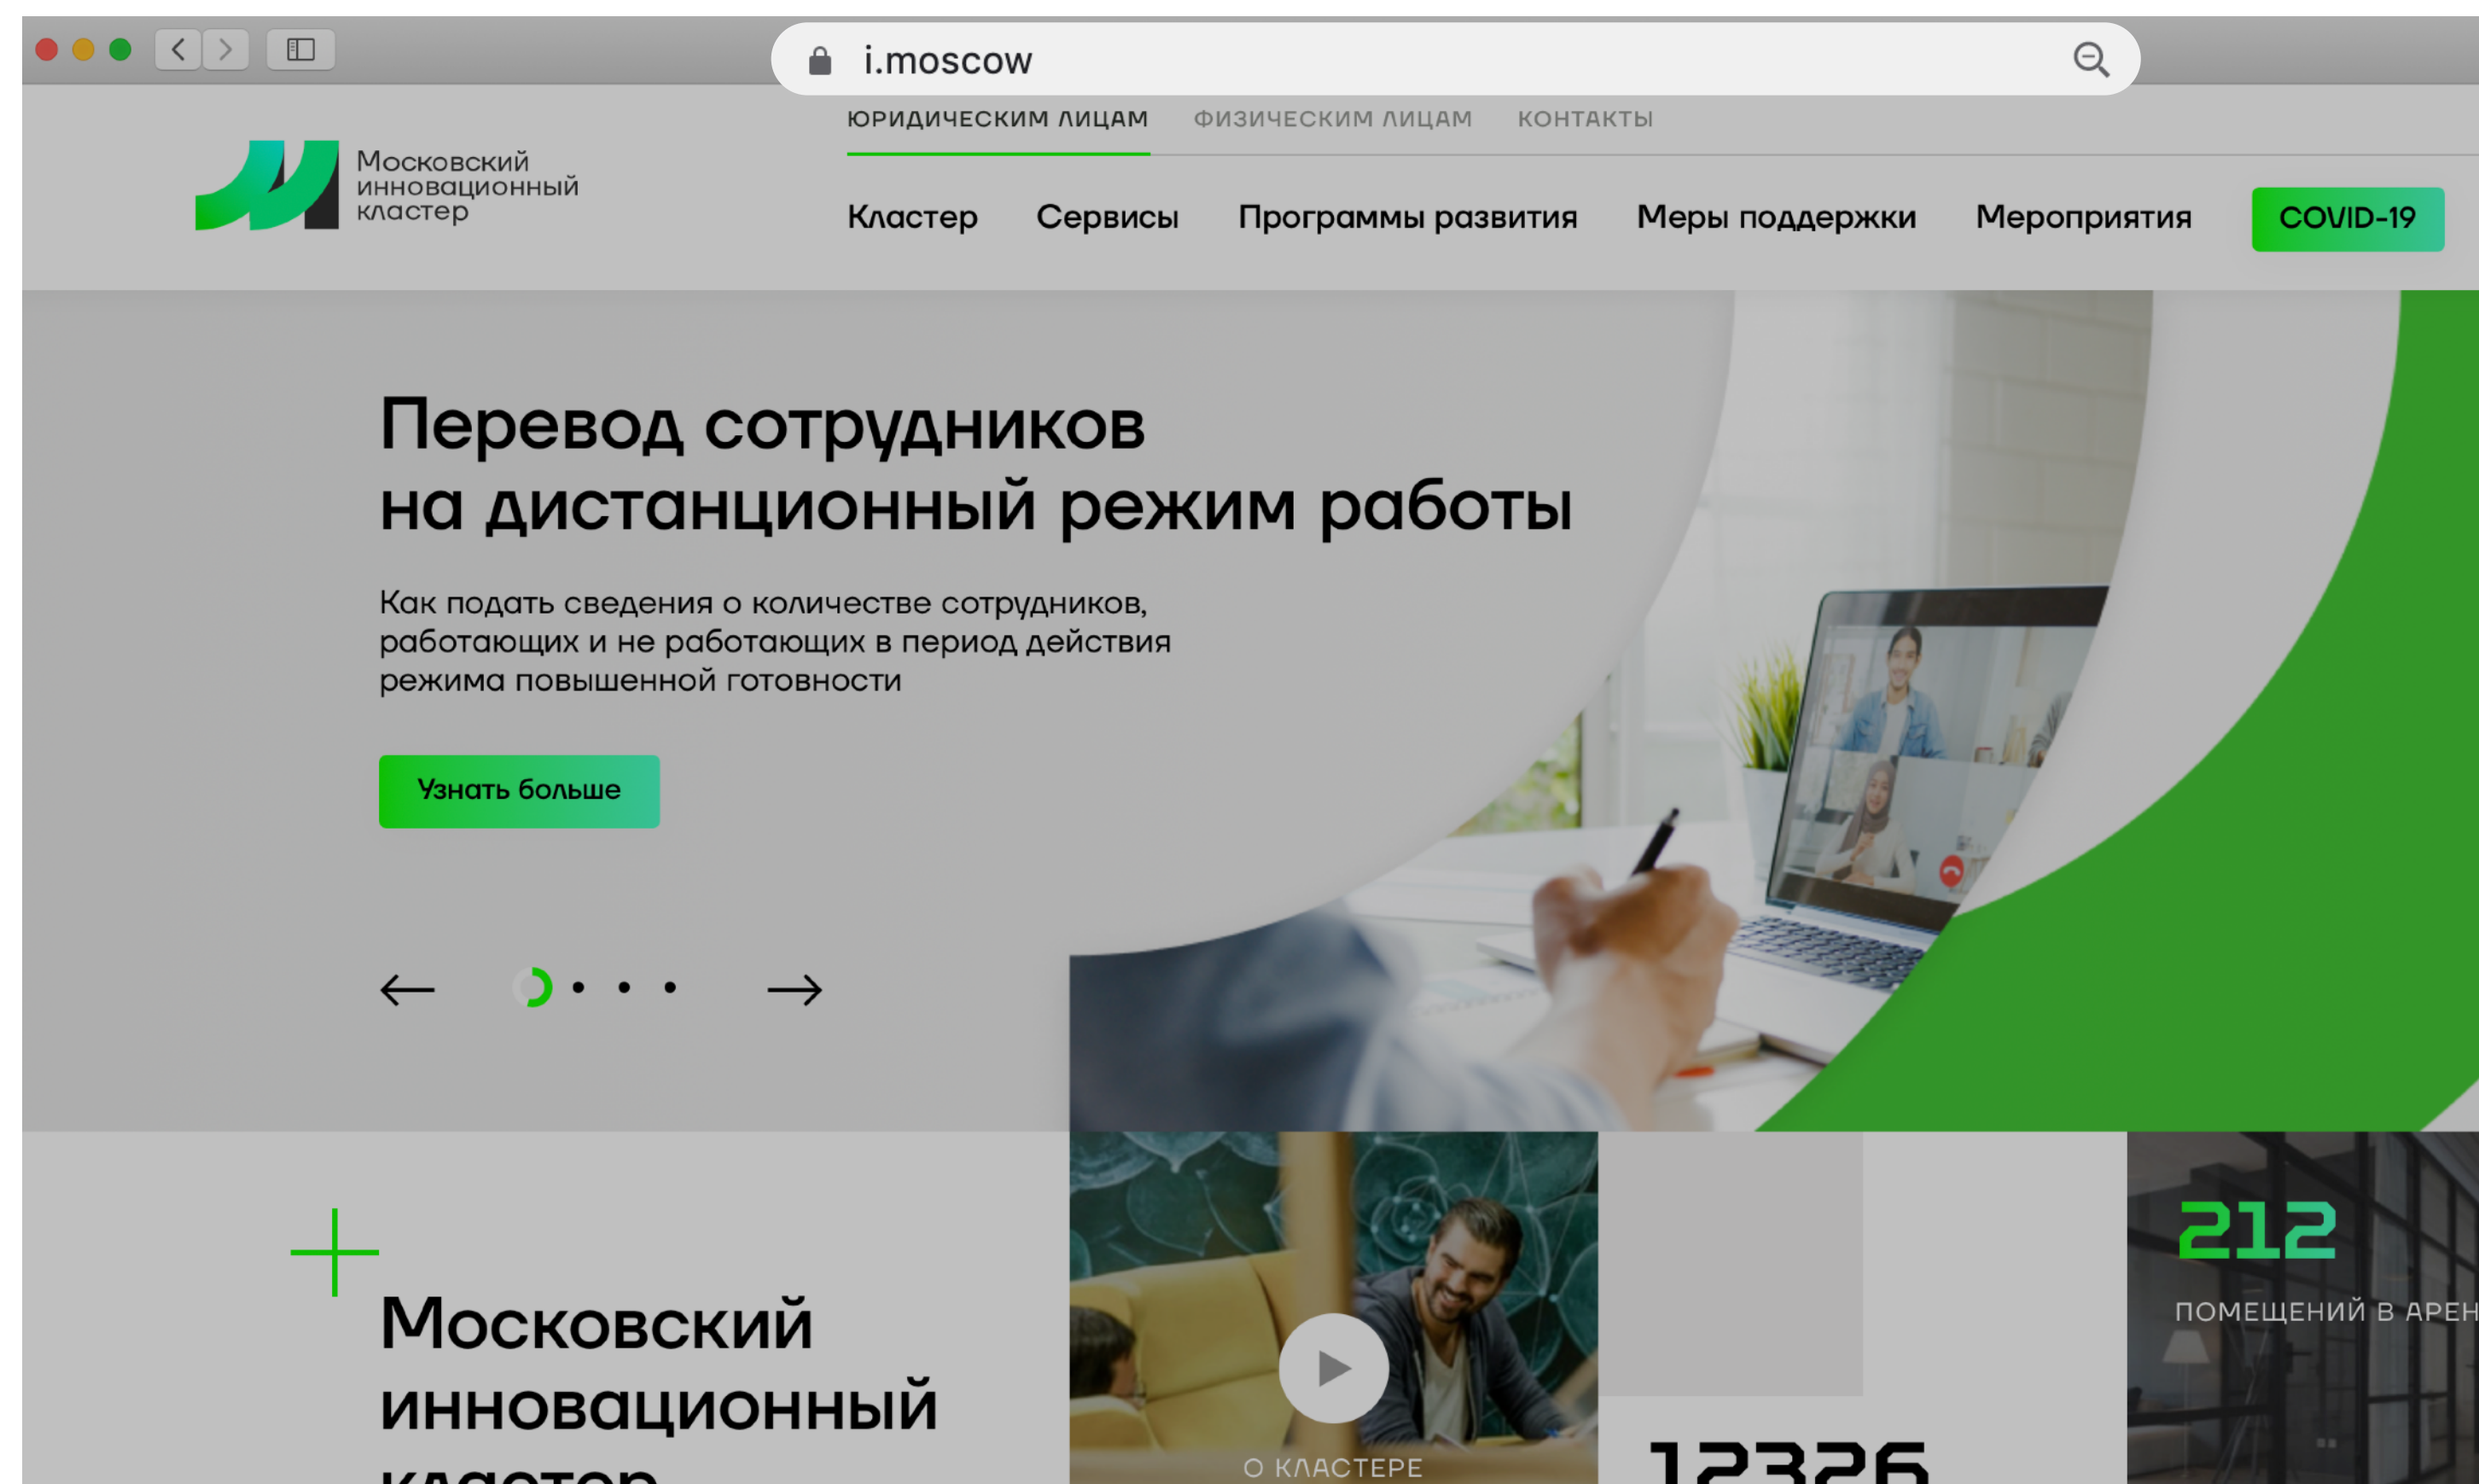 i.moscow
ЮРИДИЧЕСКИМ ЛИЦАМ
ФИЗИЧЕСКИМ ЛИЦАМ
КОНТАКТЫ
Московский
инновационный
кластер
Кластер
Сервисы
Программы развития
Меры поддержки
Мероприятия
COVID-19
Перевод сотрудников
на дистанционный режим работы
Как подать сведения о количестве сотрудников,
работающих и не работающих в период действия
режима повышенной готовности
Узнать больше
Московский
инновационный
кластер
О КЛАСТЕРЕ
12326
212
ПОМЕЩЕНИЙ В АРЕН